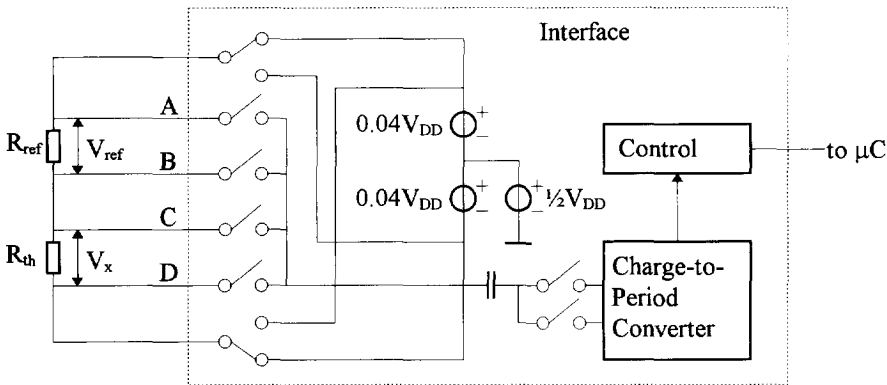 Interface
A
R_ref
V_ref
B
C
R_th
V_x
D
0.04V_DD
+
-
0.04V_DD
+
-
+
-
½V_DD
Control
to μC
Charge-to-
Period
Converter